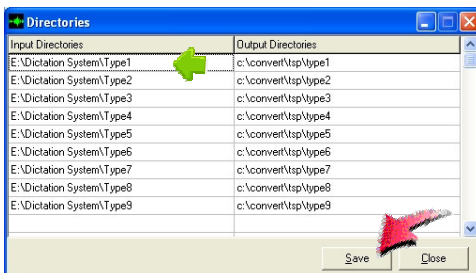 Directories
Input Directories Output Directories
E:\Dictation System\Type1 c:\convert\tsp\type1
E:\Dictation System\Type2 c:\convert\tsp\type2
E:\Dictation System\Type3 c:\convert\tsp\type3
E:\Dictation System\Type4 c:\convert\tsp\type4
E:\Dictation System\Type5 c:\convert\tsp\type5
E:\Dictation System\Type6 c:\convert\tsp\type6
E:\Dictation System\Type7 c:\convert\tsp\type7
E:\Dictation System\Type8 c:\convert\tsp\type8
E:\Dictation System\Type9 c:\convert\tsp\type9
Save Close